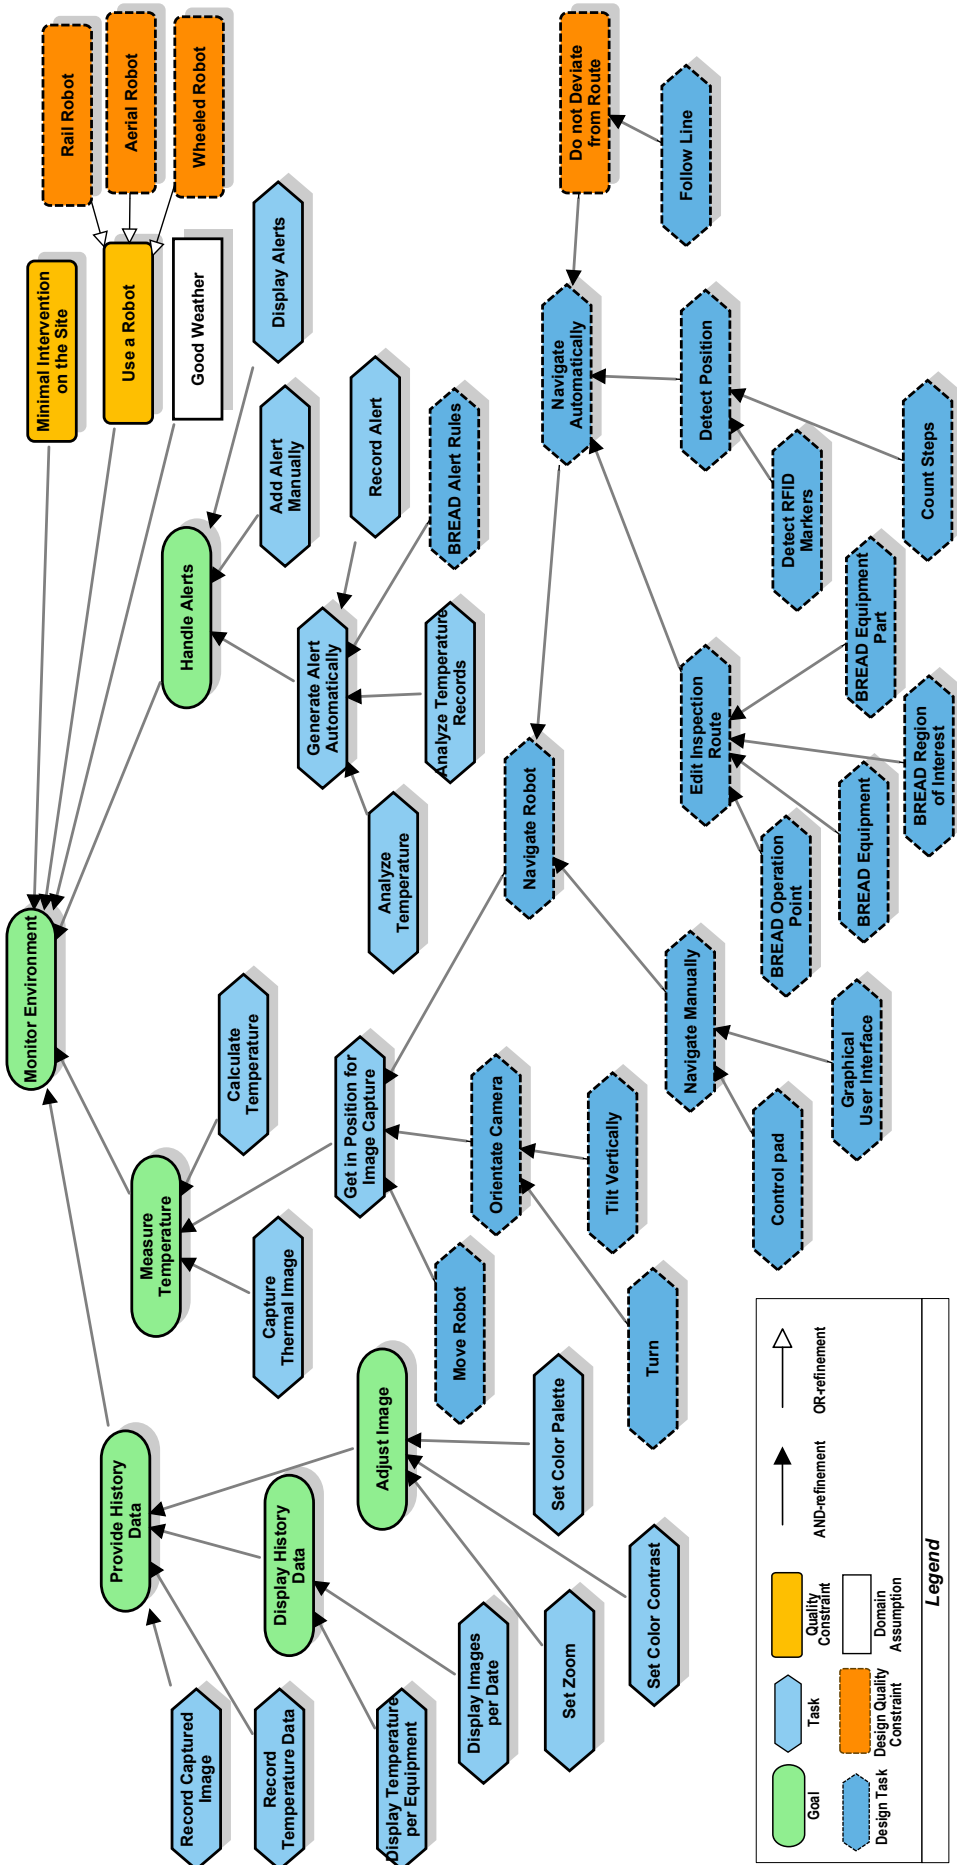 Monitor Environment
Minimal Intervention
on the Site
Use a Robot
Good Weather
Rail Robot
Aerial Robot
Wheeled Robot
Handle Alerts
Display Alerts
Add Alert
Manually
Generate Alert
Automatically
Record Alert
BREAD Alert Rules
Analyze Temperature
Records
Analyze
Temperature
Measure
Temperature
Calculate
Temperature
Capture
Thermal Image
Get in Position for
Image Capture
Move Robot
Orientate Camera
Turn
Tilt Vertically
Navigate Robot
Navigate
Automatically
Do not Deviate
from Route
Follow Line
Detect Position
Detect RFID
Markers
Count Steps
Edit Inspection
Route
BREAD Operation
Point
BREAD Equipment
BREAD Region
of Interest
BREAD Equipment
Part
Navigate Manually
Control pad
Graphical
User Interface
Provide History
Data
Record Captured
Image
Record
Temperature Data
Display History
Data
Display Temperature
per Equipment
Display Images
per Date
Adjust Image
Set Zoom
Set Color Contrast
Set Color Palette
Goal
Task
Quality
Constraint
AND-refinement
OR-refinement
Design Task
Design Quality
Constraint
Domain
Assumption
Legend